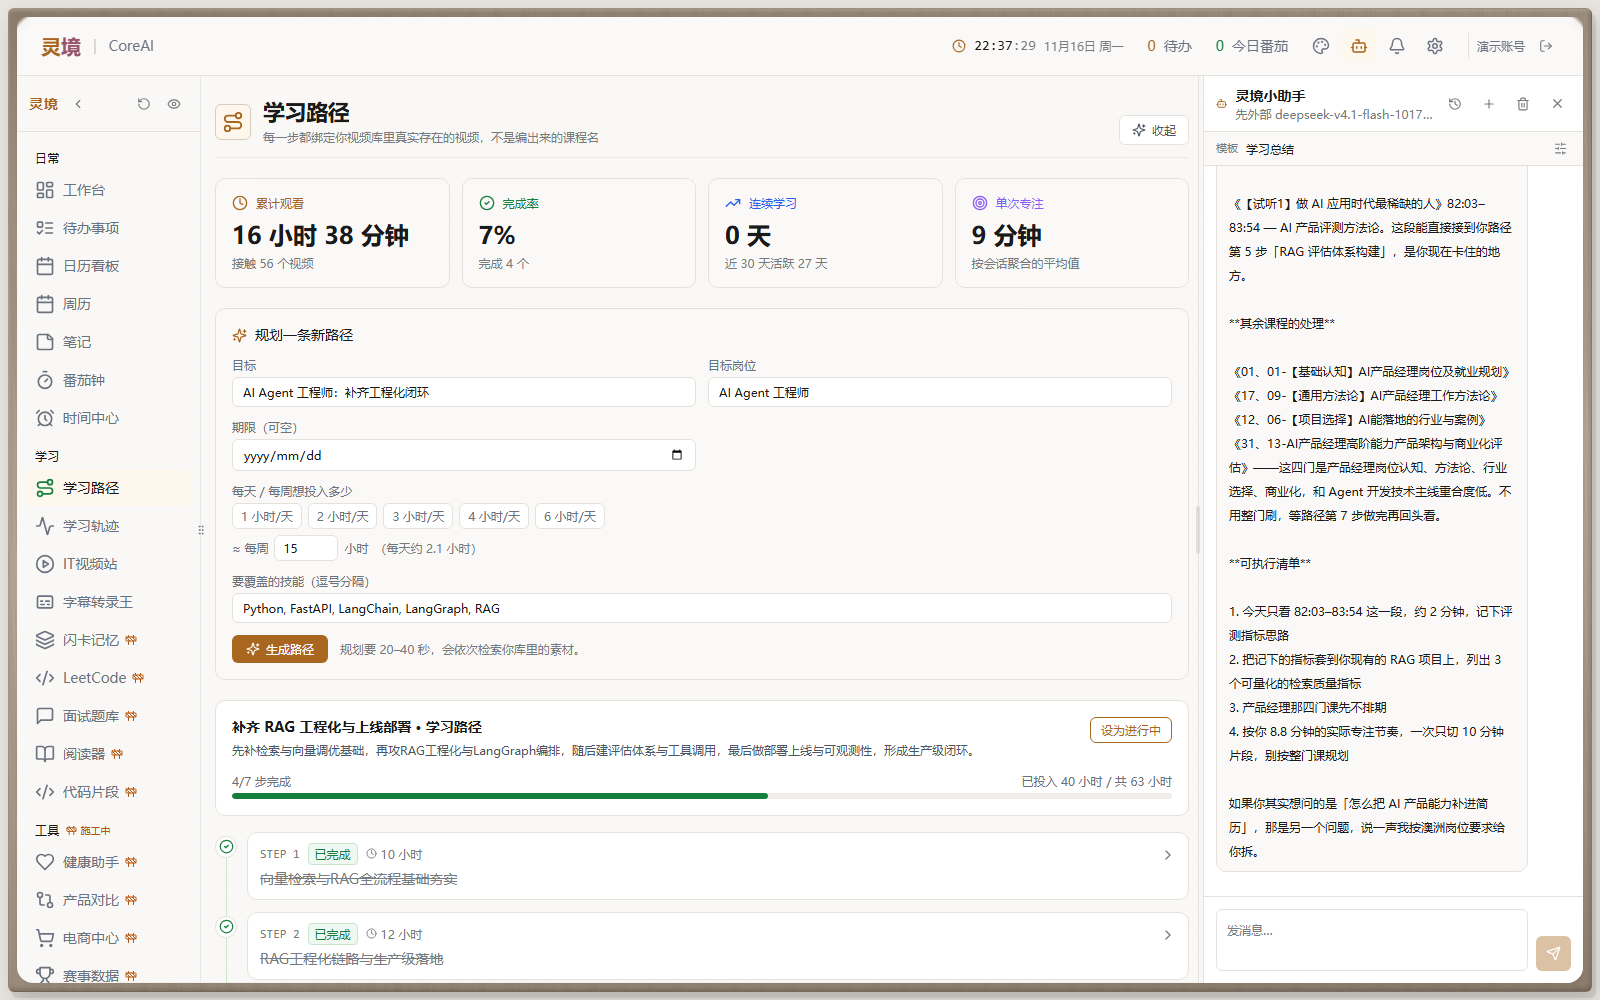 灵境
CoreAI
22:37:29 11月16日 周一
0 待办
0 今日番茄
演示账号
灵境
日常
工作台
待办事项
日历看板
周历
笔记
番茄钟
时间中心
学习
学习路径
学习轨迹
IT视频站
字幕转录王
闪卡记忆
LeetCode
面试题库
阅读器
代码片段
工具 施工中
健康助手
产品对比
电商中心
赛事数据
学习路径
每一步都绑定你视频库里真实存在的视频，不是编出来的课程名
收起
累计观看
16 小时 38 分钟
接触 56 个视频
完成率
7%
完成 4 个
连续学习
0 天
近 30 天活跃 27 天
单次专注
9 分钟
按会话聚合的平均值
规划一条新路径
目标
AI Agent 工程师：补齐工程化闭环
目标岗位
AI Agent 工程师
期限（可空）
yyyy/mm/dd
每天 / 每周想投入多少
1 小时/天
2 小时/天
3 小时/天
4 小时/天
6 小时/天
≈ 每周 15 小时 （每天约 2.1 小时）
要覆盖的技能（逗号分隔）
Python, FastAPI, LangChain, LangGraph, RAG
生成路径
规划要 20–40 秒，会依次检索你库里的素材。
补齐 RAG 工程化与上线部署 • 学习路径
设为进行中
先补检索与向量调优基础，再攻RAG工程化与LangGraph编排，随后建评估体系与工具调用，最后做部署上线与可观测性，形成生产级闭环。
4/7 步完成
已投入 40 小时 / 共 63 小时
STEP 1 已完成 10 小时
向量检索与RAG全流程基础夯实
STEP 2 已完成 12 小时
RAG工程化链路与生产级落地
灵境小助手
先外部 deepseek-v4.1-flash-1017...
模板 学习总结
《【试听1】做 AI 应用时代最稀缺的人》82:03–
83:54 — AI 产品评测方法论。这段能直接接到你路径
第 5 步「RAG 评估体系构建」，是你现在卡住的地
方。
**其余课程的处理**
《01、01-【基础认知】AI产品经理岗位及就业规划》
《17、09-【通用方法论】AI产品经理工作方法论》
《12、06-【项目选择】AI能落地的行业与案例》
《31、13-AI产品经理高阶能力产品架构与商业化评
估》——这四门是产品经理岗位认知、方法论、行业
选择、商业化，和 Agent 开发技术主线重合度低。不
用整门刷，等路径第 7 步做完再回头看。
**可执行清单**
1. 今天只看 82:03–83:54 这一段，约 2 分钟，记下评
测指标思路
2. 把记下的指标套到你现有的 RAG 项目上，列出 3
个可量化的检索质量指标
3. 产品经理那四门课先不排期
4. 按你 8.8 分钟的实际专注节奏，一次只切 10 分钟
片段，别按整门课规划
如果你其实想问的是「怎么把 AI 产品能力补进简
历」，那是另一个问题，说一声我按澳洲岗位要求给
你拆。
发消息...